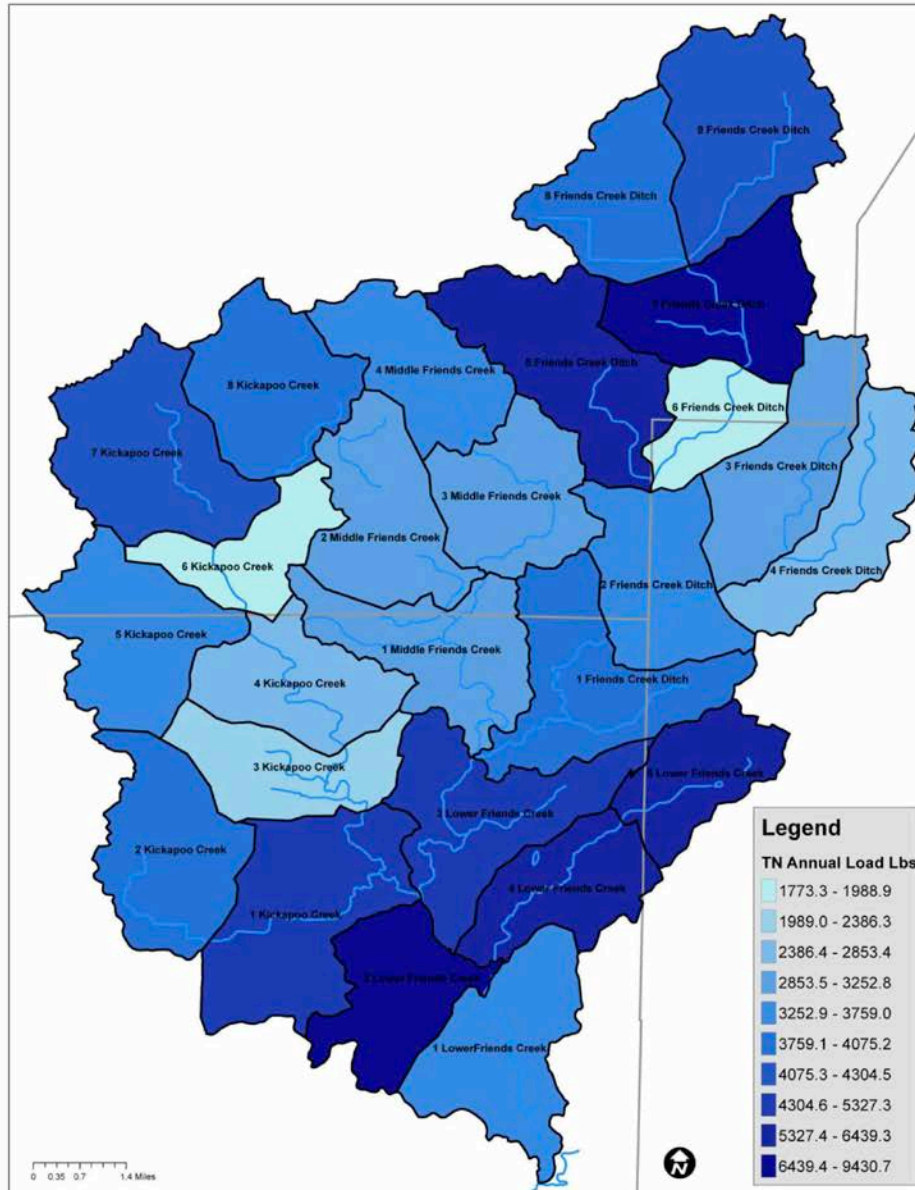 9 Friends Creek Ditch
8 Friends Creek Ditch
7 Friends Creek Ditch
5 Friends Creek Ditch
4 Middle Friends Creek
8 Kickapoo Creek
6 Friends Creek Ditch
7 Kickapoo Creek
3 Friends Creek Ditch
3 Middle Friends Creek
2 Middle Friends Creek
6 Kickapoo Creek
4 Friends Creek Ditch
2 Friends Creek Ditch
5 Kickapoo Creek
1 Middle Friends Creek
4 Kickapoo Creek
1 Friends Creek Ditch
3 Kickapoo Creek
Lower Friends Creek
Lower Friends Creek
2 Kickapoo Creek
Lower Friends Creek
1 Kickapoo Creek
Lower Friends Creek
1 LowerFriends Creek
Legend
TN Annual Load Lbs
1773.3 - 1988.9
1989.0 - 2386.3
2386.4 - 2853.4
2853.5 - 3252.8
3252.9 - 3759.0
3759.1 - 4075.2
4075.3 - 4304.5
4304.6 - 5327.3
5327.4 - 6439.3
6439.4 - 9430.7
0 0.35 0.7 1.4 Miles
N